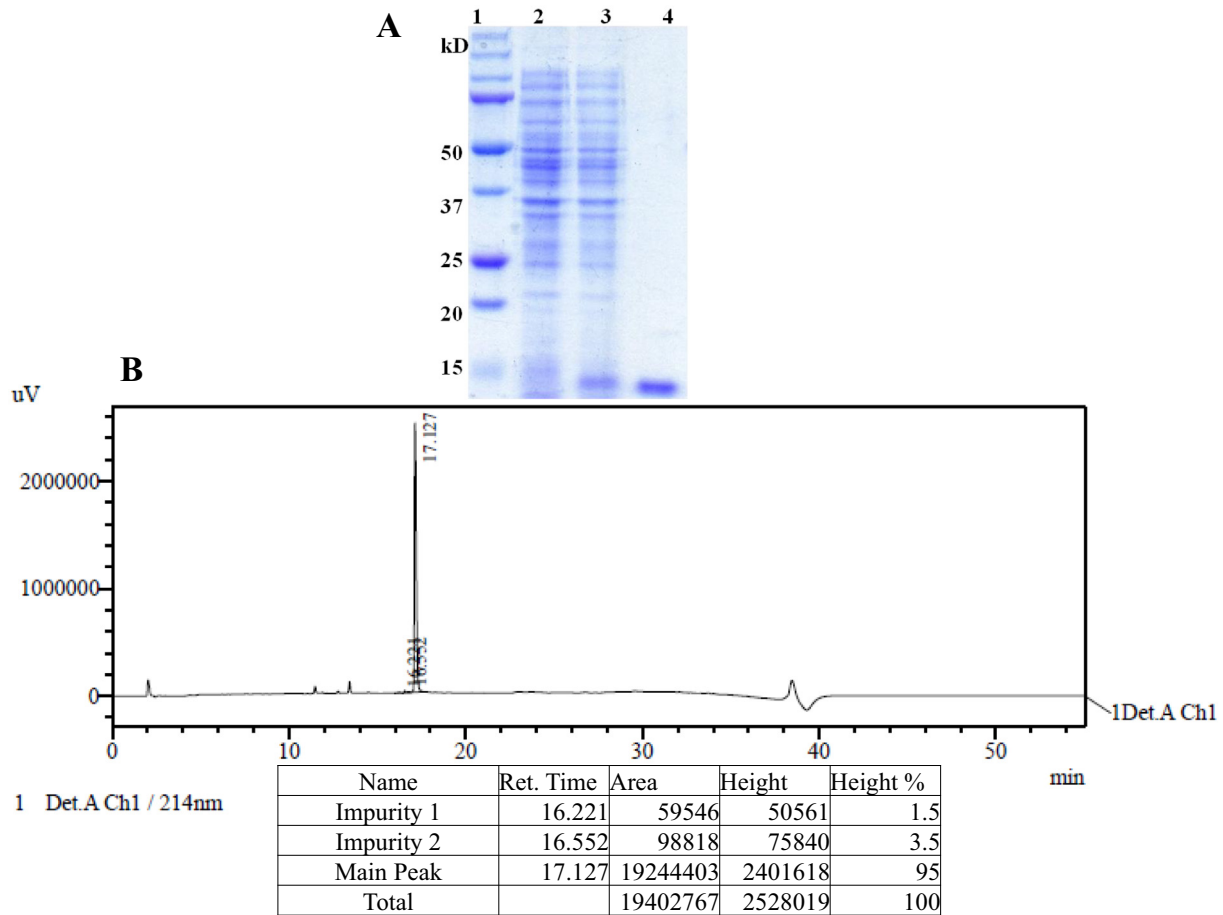 A
1 2 3 4
kD
50
37
25
20
15
B
uV
2000000
1000000
0
17.127
16.221
16.552
1Det.A Ch1
0 10 20 30 40 50
min
1 Det.A Ch1 / 214nm
Name Ret. Time Area Height Height %
Impurity 1 16.221 59546 50561 1.5
Impurity 2 16.552 98818 75840 3.5
Main Peak 17.127 19244403 2401618 95
Total 19402767 2528019 100